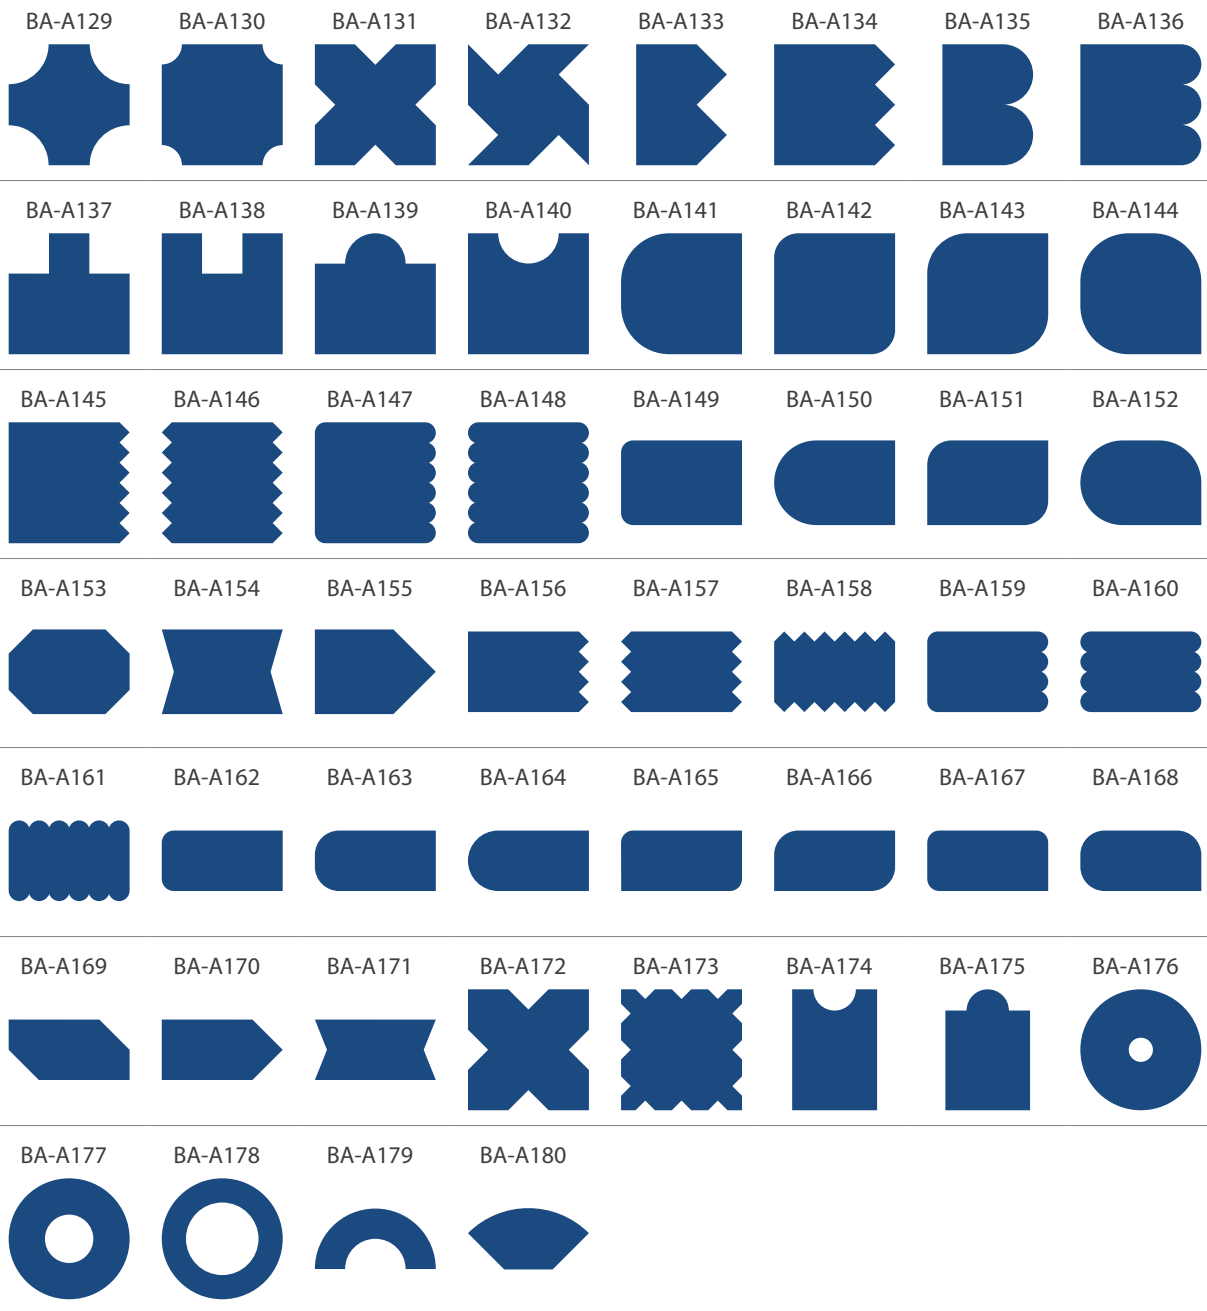 BA-A129 BA-A130 BA-A131 BA-A132 BA-A133 BA-A134 BA-A135 BA-A136
BA-A137 BA-A138 BA-A139 BA-A140 BA-A141 BA-A142 BA-A143 BA-A144
BA-A145 BA-A146 BA-A147 BA-A148 BA-A149 BA-A150 BA-A151 BA-A152
BA-A153 BA-A154 BA-A155 BA-A156 BA-A157 BA-A158 BA-A159 BA-A160
BA-A161 BA-A162 BA-A163 BA-A164 BA-A165 BA-A166 BA-A167 BA-A168
BA-A169 BA-A170 BA-A171 BA-A172 BA-A173 BA-A174 BA-A175 BA-A176
BA-A177 BA-A178 BA-A179 BA-A180